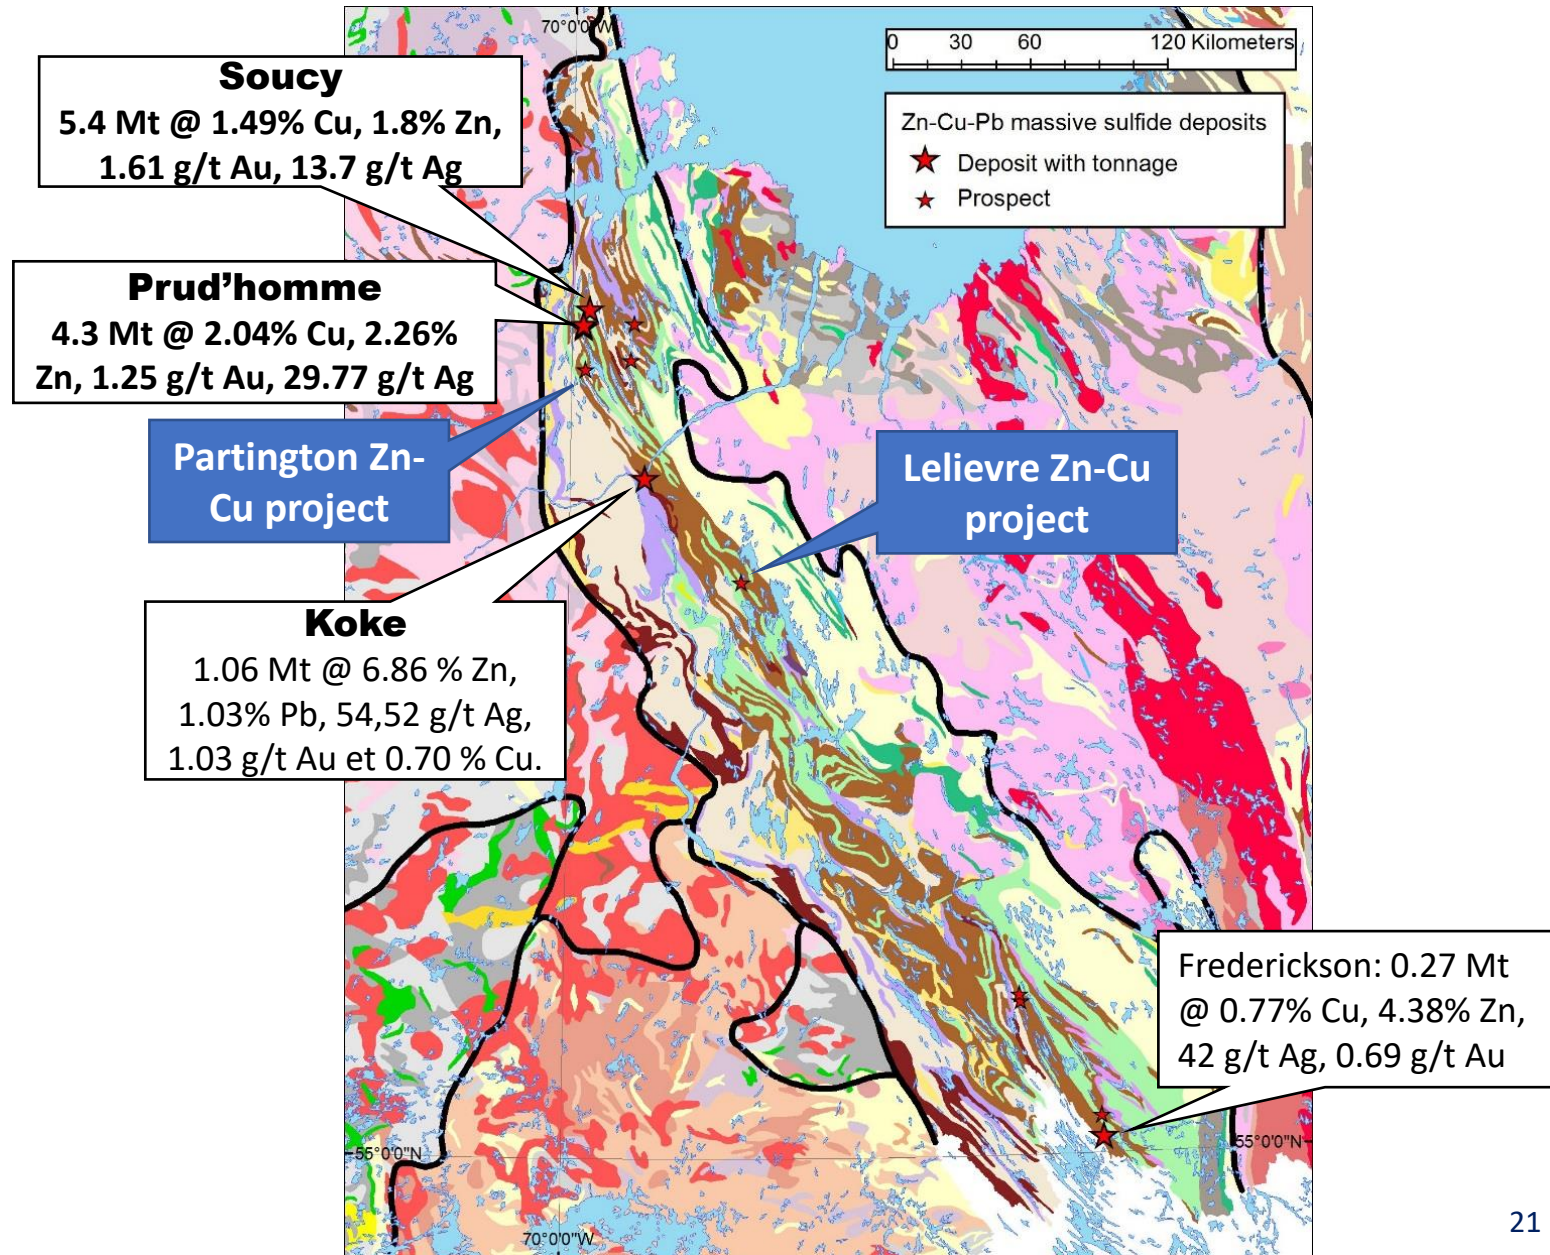 70°0'0"W
0 30 60 120 Kilometers
Zn-Cu-Pb massive sulfide deposits
Deposit with tonnage
Prospect
Soucy
5.4 Mt @ 1.49% Cu, 1.8% Zn,
1.61 g/t Au, 13.7 g/t Ag
Prud’homme
4.3 Mt @ 2.04% Cu, 2.26%
Zn, 1.25 g/t Au, 29.77 g/t Ag
Partington Zn-
Cu project
Lelievre Zn-Cu
project
Koke
1.06 Mt @ 6.86 % Zn,
1.03% Pb, 54,52 g/t Ag,
1.03 g/t Au et 0.70 % Cu.
Frederickson: 0.27 Mt
@ 0.77% Cu, 4.38% Zn,
42 g/t Ag, 0.69 g/t Au
55°0'0"N
55°0'0"N
70°0'0"W
21